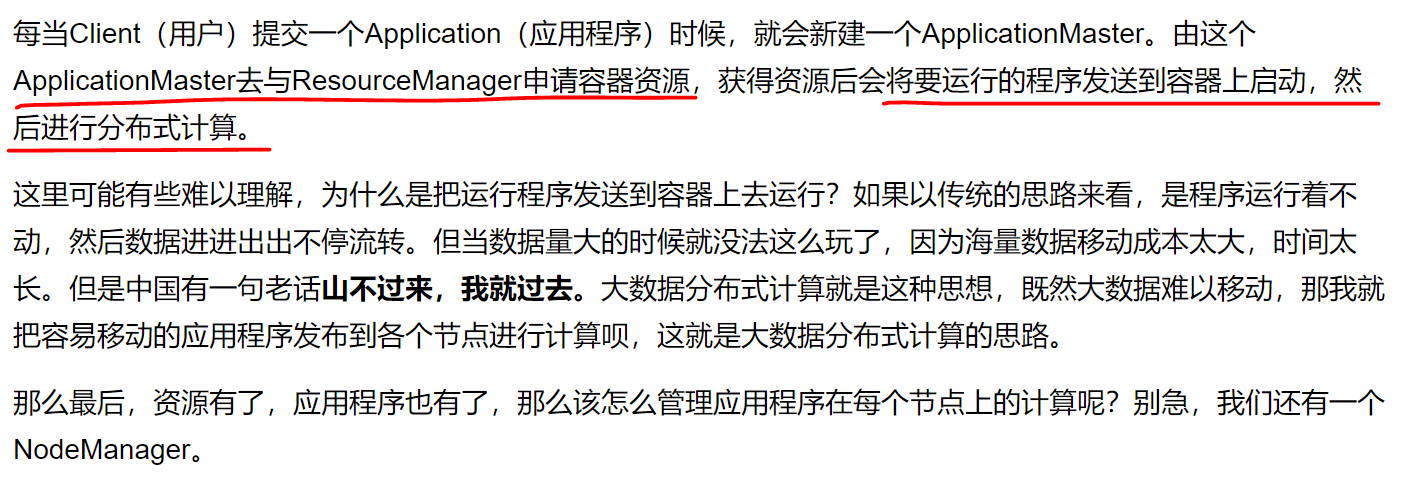 每当Client（用户）提交一个Application（应用程序）时候，就会新建一个ApplicationMaster。由这个
ApplicationMaster去与ResourceManager申请容器资源，获得资源后会将要运行的程序发送到容器上启动，然
后进行分布式计算。
这里可能有些难以理解，为什么是把运行程序发送到容器上去运行？如果以传统的思路来看，是程序运行着不
动，然后数据进进出出不停流转。但当数据量大的时候就没法这么玩了，因为海量数据移动成本太大，时间太
长。但是中国有一句老话山不过来，我就过去。大数据分布式计算就是这种思想，既然大数据难以移动，那我就
把容易移动的应用程序发布到各个节点进行计算呗，这就是大数据分布式计算的思路。
那么最后，资源有了，应用程序也有了，那么该怎么管理应用程序在每个节点上的计算呢？别急，我们还有一个
NodeManager。